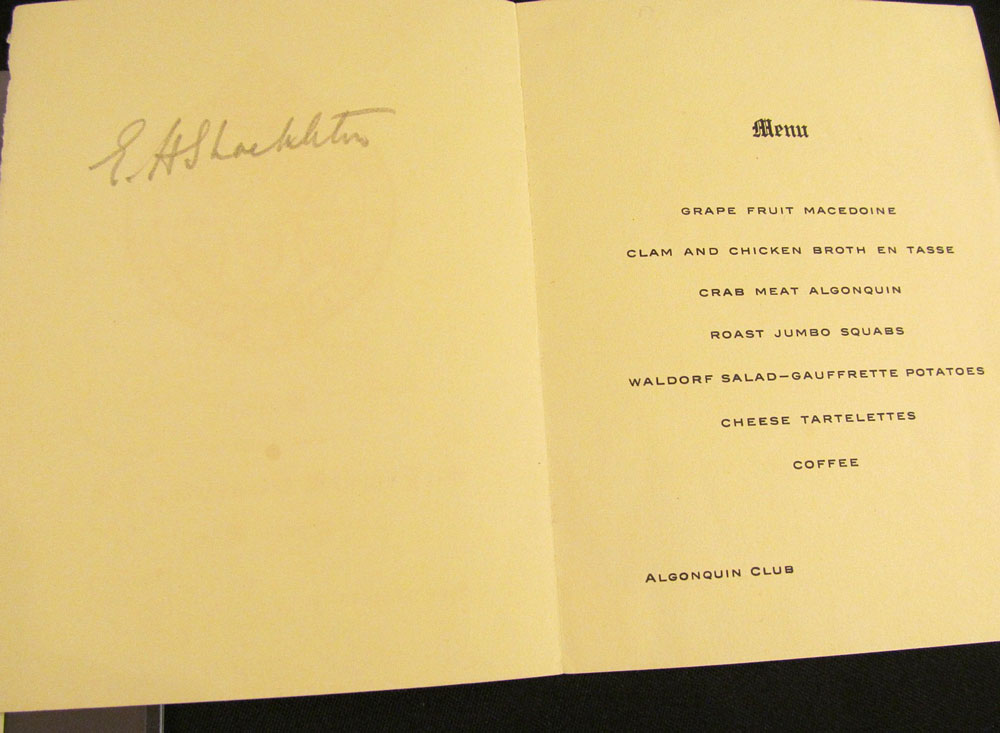 E. H Shackleton
Menu
GRAPE FRUIT MACEDOINE
CLAM AND CHICKEN BROTH EN TASSE
CRAB MEAT ALGONQUIN
ROAST JUMBO SQUABS
WALDORF SALAD—GAUFFRETTE POTATOES
CHEESE TARTELETTES
COFFEE
ALGONQUIN CLUB